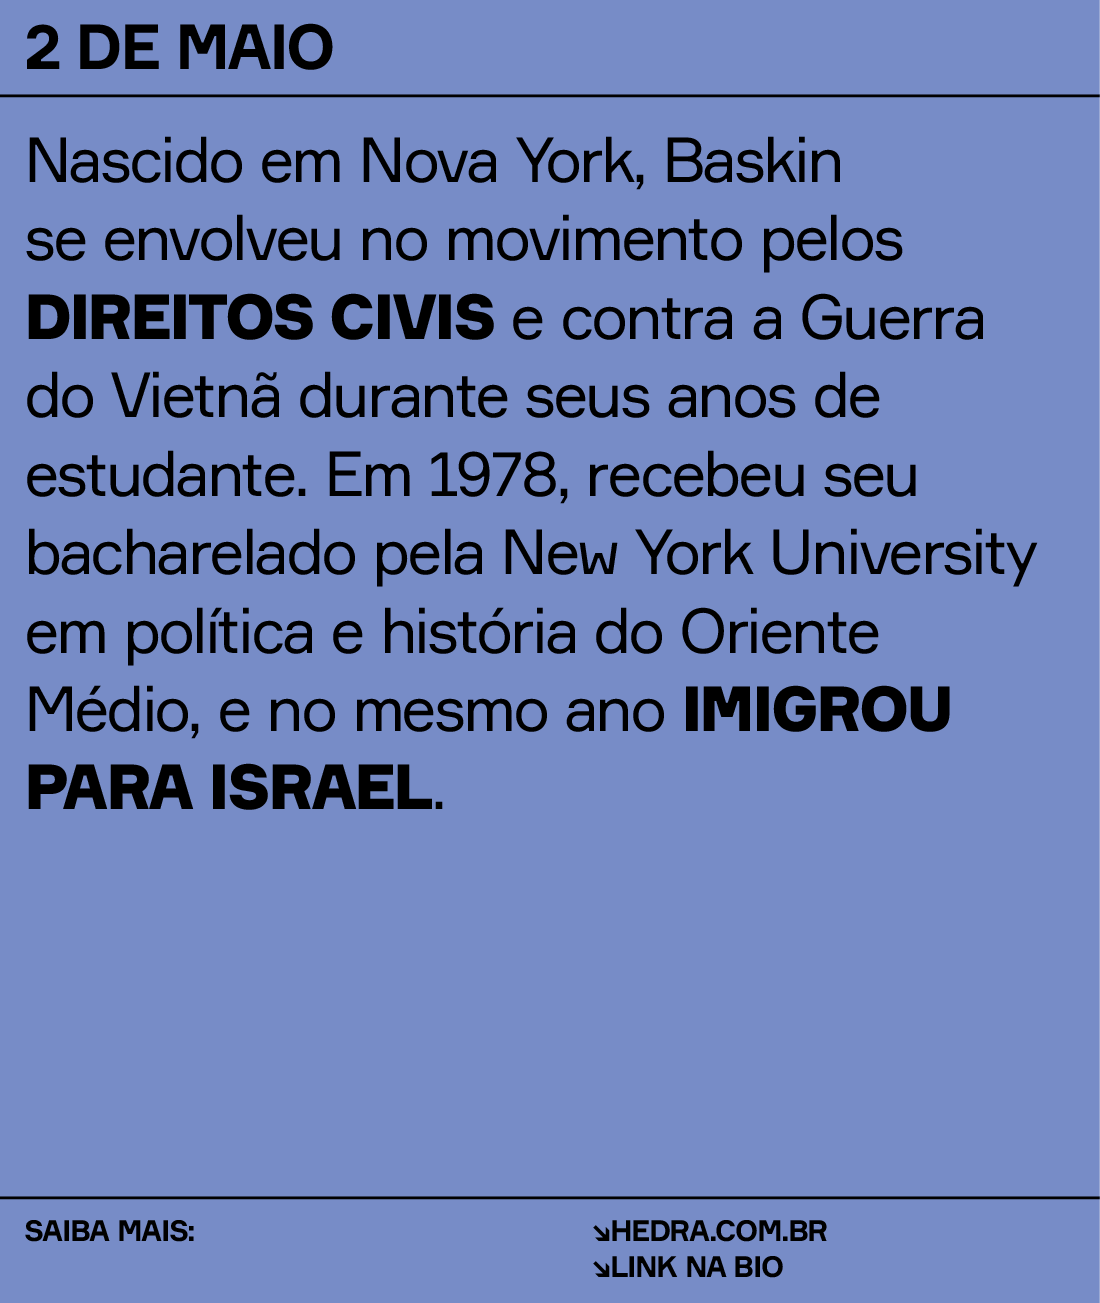 2 DE MAIO
Nascido em Nova York, Baskin
se envolveu no movimento pelos
DIREITOS CIVIS e contra a Guerra
do Vietnã durante seus anos de
estudante. Em 1978, recebeu seu
bacharelado pela New York University
em política e história do Oriente
Médio, e no mesmo ano IMIGROU
PARA ISRAEL.
SAIBA MAIS:
↘HEDRA.COM.BR
↘LINK NA BIO